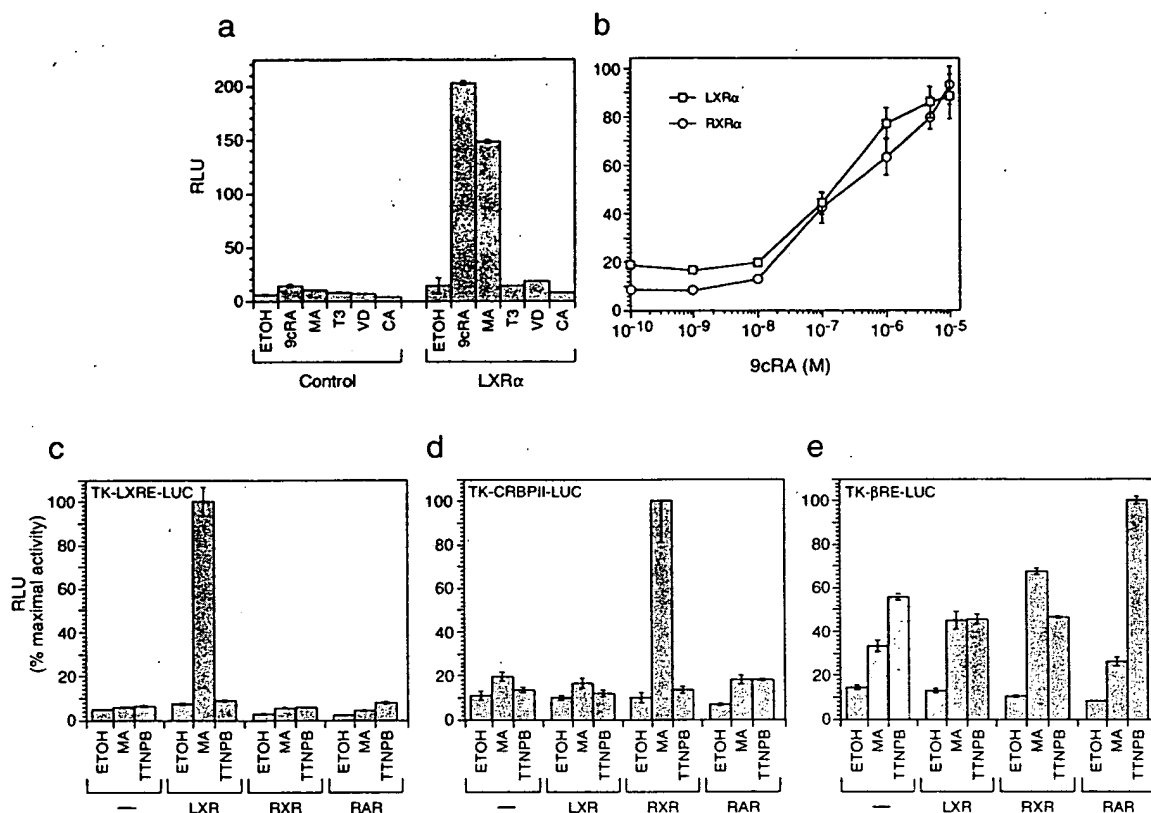 a
RLU
200
150
100
50
0
ETOH 9cRA MA T3 VD CA
ETOH 9cRA MA T3 VD CA
Control
LXRα
b
LXRα
RXRα
100
80
60
40
20
0
10⁻¹⁰ 10⁻⁹ 10⁻⁸ 10⁻⁷ 10⁻⁶ 10⁻⁵
9cRA (M)
c
TK-LXRE-LUC
RLU
(% maximal activity)
100
80
60
40
20
0
ETOH MA TTNPB
ETOH MA TTNPB
ETOH MA TTNPB
ETOH MA TTNPB
— LXR RXR RAR
d
TK-CRBPII-LUC
100
80
60
40
20
0
ETOH MA TTNPB
ETOH MA TTNPB
ETOH MA TTNPB
ETOH MA TTNPB
— LXR RXR RAR
e
TK-βRE-LUC
100
80
60
40
20
0
ETOH MA TTNPB
ETOH MA TTNPB
ETOH MA TTNPB
ETOH MA TTNPB
— LXR RXR RAR